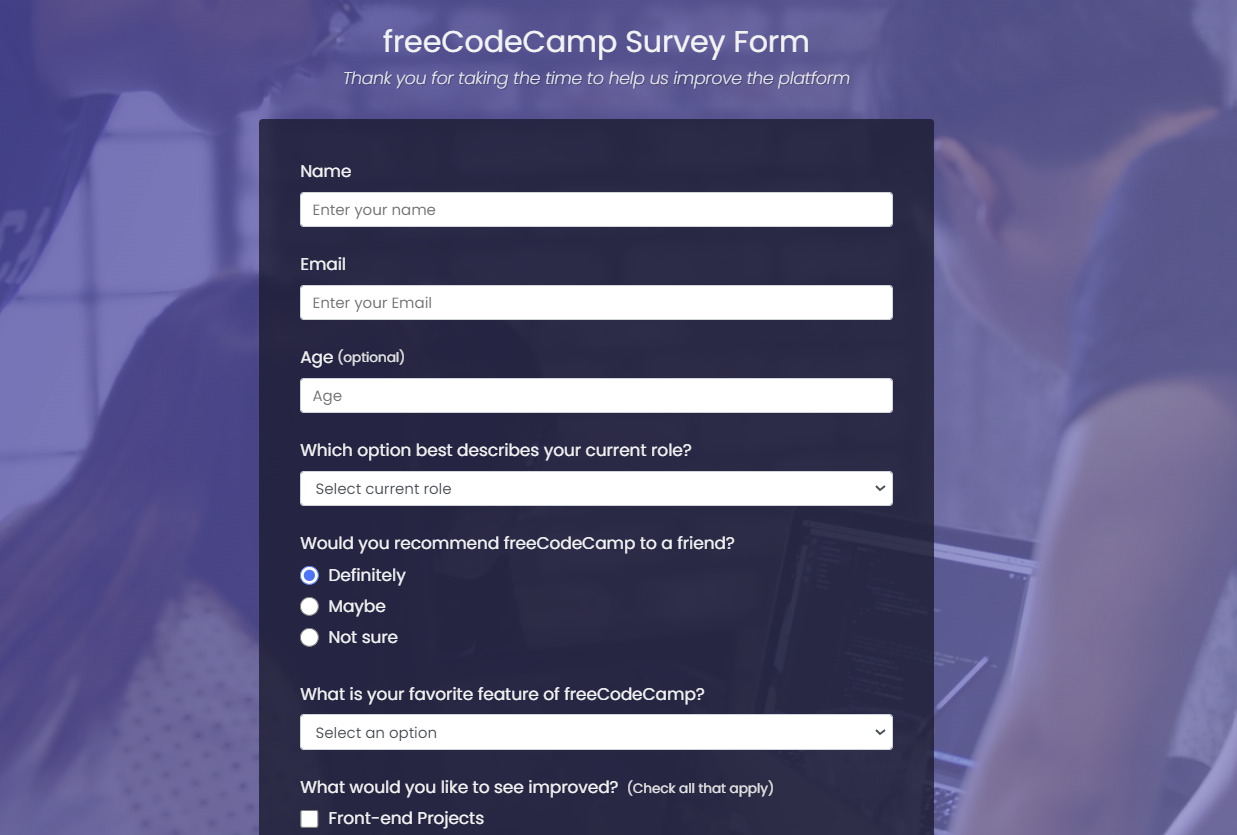 freeCodeCamp Survey Form
Thank you for taking the time to help us improve the platform
Name
Enter your name
Email
Enter your Email
Age (optional)
Age
Which option best describes your current role?
Select current role
Would you recommend freeCodeCamp to a friend?
Definitely
Maybe
Not sure
What is your favorite feature of freeCodeCamp?
Select an option
What would you like to see improved? (Check all that apply)
Front-end Projects